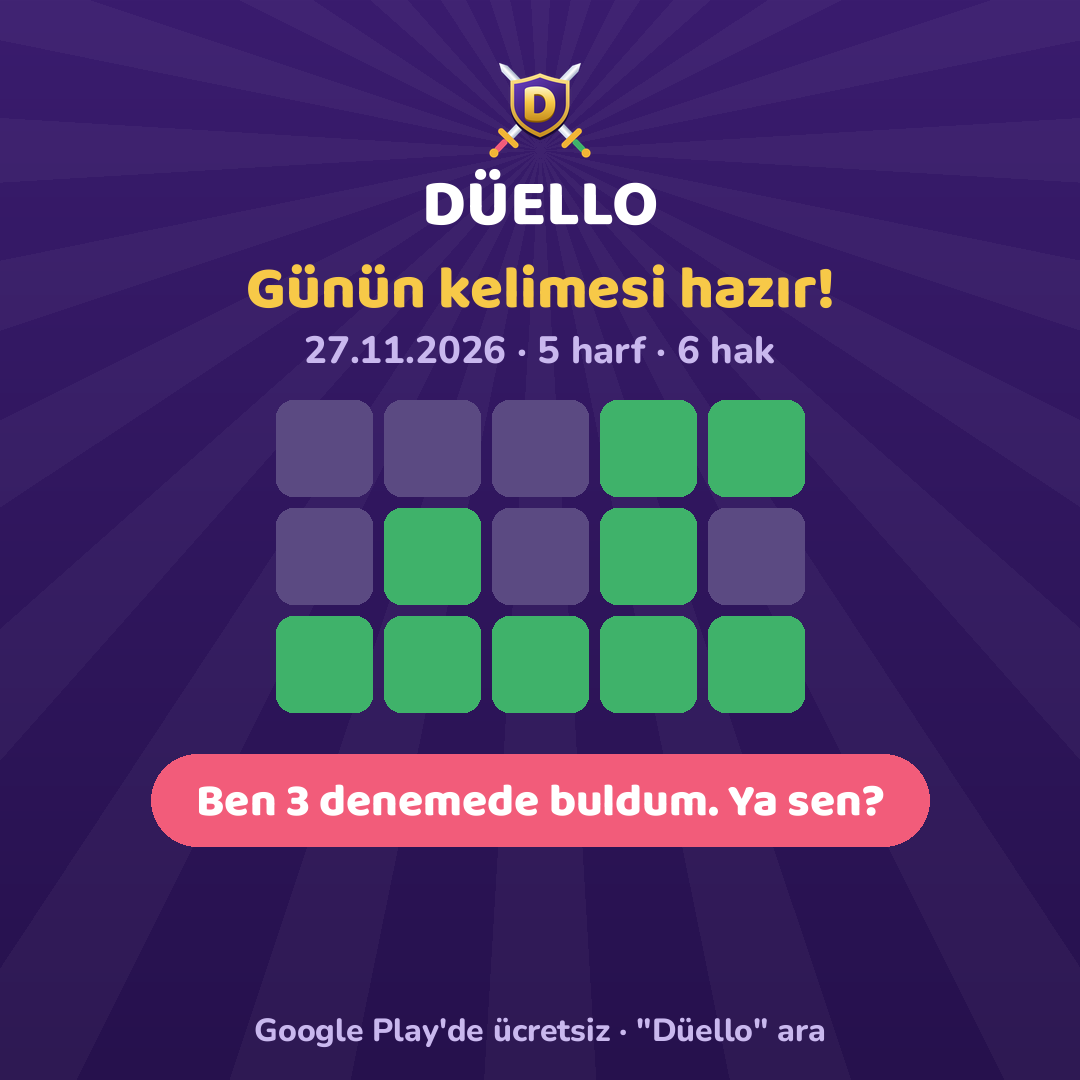 D
DÜELLO
Günün kelimesi hazır!
27.11.2026 · 5 harf · 6 hak
Ben 3 denemede buldum. Ya sen?
Google Play'de ücretsiz · "Düello" ara